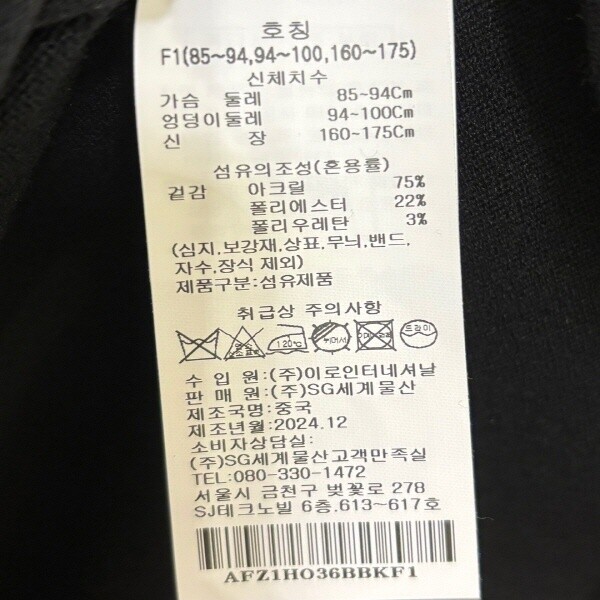 호칭
F1(85~94,94~100,160~175)
신체치수
가슴 둘레 85~94Cm
엉덩이둘레 94~100Cm
신 장 160~175Cm
섬유의조성(혼용률)
겉감 아크릴 75%
폴리에스터 22%
폴리우레탄 3%
(심지,보강재,상표,무늬,밴드,
자수,장식 제외)
제품구분:섬유제품
취급상 주의사항
120℃ 뉘어서 드라이
수 입 원:(주)이로인터네셔날
판 매 원:(주)SG세계물산
제조국명:중국
제조년월:2024.12
소비자상담실:
(주)SG세계물산고객만족실
TEL:080-330-1472
서울시 금천구 벚꽃로 278
SJ테크노빌 6층.613~617호
AFZ1HO36BBKF1